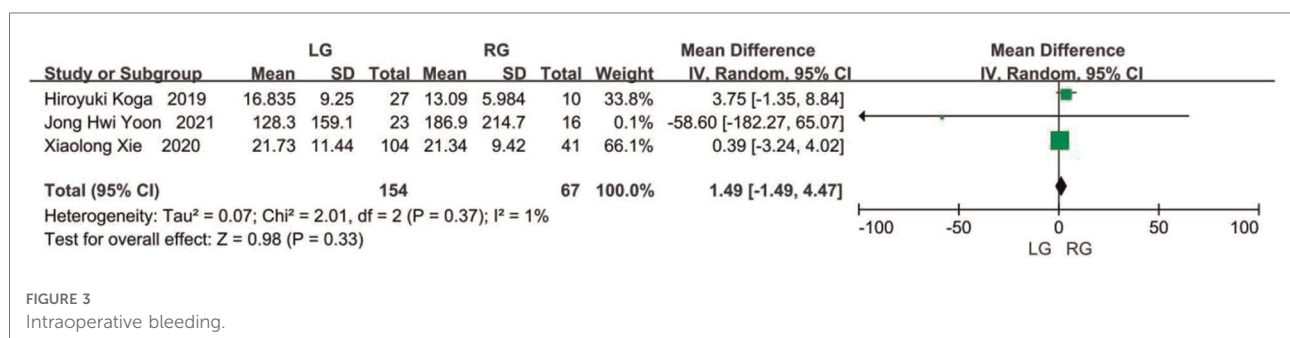 LG RG Mean Difference Mean Difference
Study or Subgroup Mean SD Total Mean SD Total Weight IV, Random, 95% CI IV, Random, 95% CI
Hiroyuki Koga 2019 16.835 9.25 27 13.09 5.984 10 33.8% 3.75 [-1.35, 8.84]
Jong Hwi Yoon 2021 128.3 159.1 23 186.9 214.7 16 0.1% -58.60 [-182.27, 65.07]
Xiaolong Xie 2020 21.73 11.44 104 21.34 9.42 41 66.1% 0.39 [-3.24, 4.02]
Total (95% CI) 154 67 100.0% 1.49 [-1.49, 4.47]
Heterogeneity: Tau² = 0.07; Chi² = 2.01, df = 2 (P = 0.37); I² = 1%
Test for overall effect: Z = 0.98 (P = 0.33)
-100 -50 0 50 100
LG RG
FIGURE 3
Intraoperative bleeding.